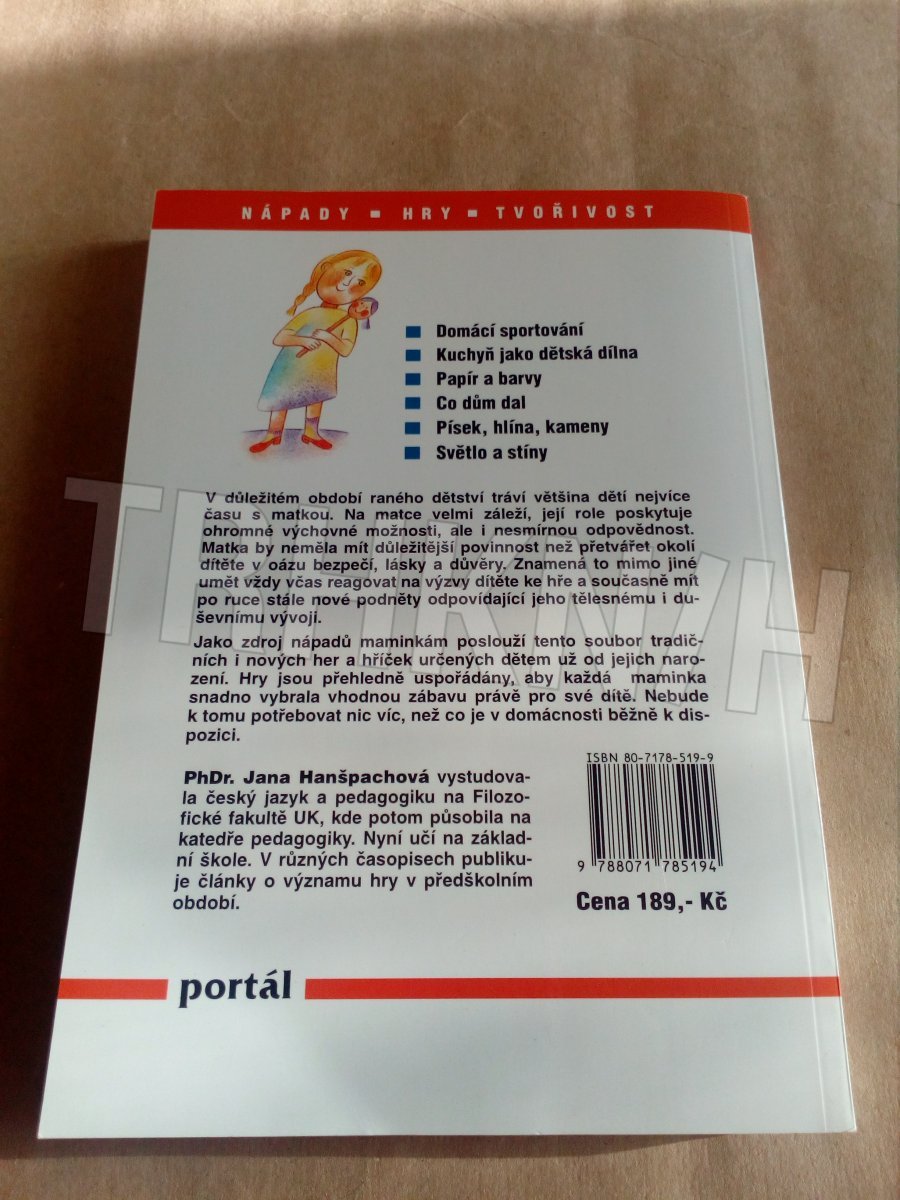 NÁPADY ▪ HRY ▪ TVOŘIVOST
Domácí sportování
Kuchyň jako dětská dílna
Papír a barvy
Co dům dal
Písek, hlína, kameny
Světlo a stíny
V důležitém období raného dětství tráví většina dětí nejvíce
času s matkou. Na matce velmi záleží, její role poskytuje
ohromné výchovné možnosti, ale i nesmírnou odpovědnost.
Matka by neměla mít důležitější povinnost než přetvářet okolí
dítěte v oázu bezpečí, lásky a důvěry. Znamená to mimo jiné
umět vždy včas reagovat na výzvy dítěte ke hře a současně mít
po ruce stále nové podněty odpovídající jeho tělesnému i du-
ševnímu vývoji.
Jako zdroj nápadů maminkám poslouží tento soubor tradič-
ních i nových her a hříček určených dětem už od jejich naro-
zení. Hry jsou přehledně uspořádány, aby každá maminka
snadno vybrala vhodnou zábavu právě pro své dítě. Nebude
k tomu potřebovat nic víc, než co je v domácnosti běžně k dis-
pozici.
PhDr. Jana Hanšpachová vystudova-
la český jazyk a pedagogiku na Filozo-
fické fakultě UK, kde potom působila na
katedře pedagogiky. Nyní učí na základ-
ní škole. V různých časopisech publiku-
je články o významu hry v předškolním
období.
ISBN 80-7178-519-9
9 788071 785194
Cena 189,- Kč
portál
TRHKNIH